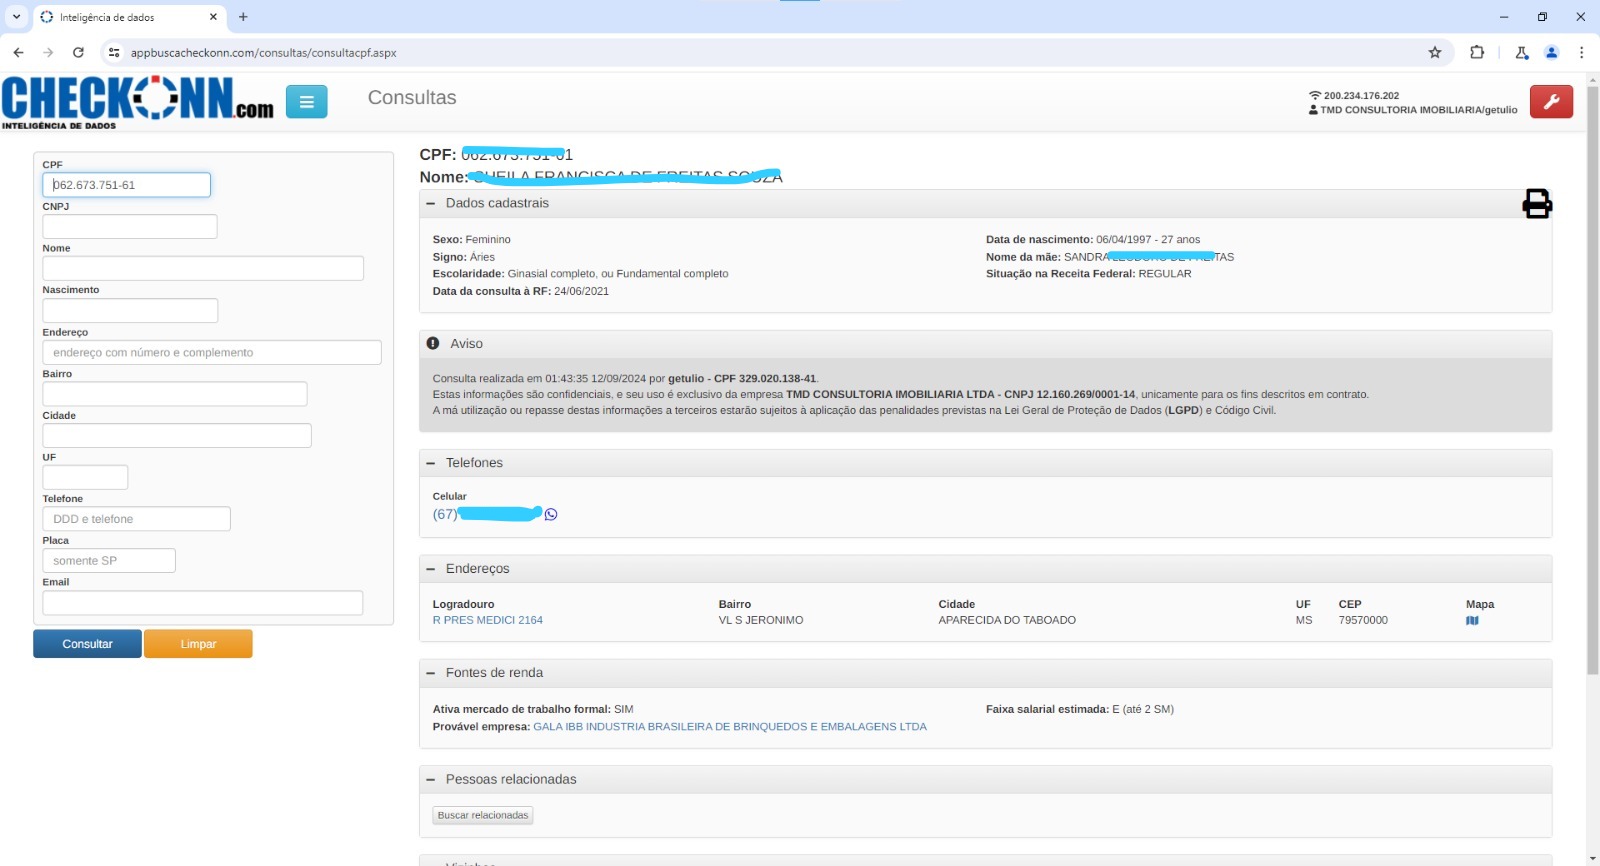 Inteligência de dados
appbuscacheckonn.com/consultas/consultacpf.aspx
CHECKONN.com
INTELIGÊNCIA DE DADOS
Consultas
200.234.176.202
TMD CONSULTORIA IMOBILIARIA/getulio
CPF
062.673.751-61
CNPJ
Nome
Nascimento
Endereço
endereço com número e complemento
Bairro
Cidade
UF
Telefone
DDD e telefone
Placa
somente SP
Email
Consultar
Limpar
CPF:
Nome:
Dados cadastrais
Sexo: Feminino
Data de nascimento: 06/04/1997 - 27 anos
Signo: Áries
Nome da mãe: SANDRA
Escolaridade: Ginasial completo, ou Fundamental completo
Situação na Receita Federal: REGULAR
Data da consulta à RF: 24/06/2021
Aviso
Consulta realizada em 01:43:35 12/09/2024 por getulio - CPF 329.020.138-41.
Estas informações são confidenciais, e seu uso é exclusivo da empresa TMD CONSULTORIA IMOBILIARIA LTDA - CNPJ 12.160.269/0001-14, unicamente para os fins descritos em contrato.
A má utilização ou repasse destas informações a terceiros estarão sujeitos à aplicação das penalidades previstas na Lei Geral de Proteção de Dados (LGPD) e Código Civil.
Telefones
Celular
(67)
Endereços
Logradouro Bairro Cidade UF CEP Mapa
R PRES MEDICI 2164 VL S JERONIMO APARECIDA DO TABOADO MS 79570000
Fontes de renda
Ativa mercado de trabalho formal: SIM
Faixa salarial estimada: E (até 2 SM)
Provável empresa: GALA IBB INDUSTRIA BRASILEIRA DE BRINQUEDOS E EMBALAGENS LTDA
Pessoas relacionadas
Buscar relacionadas